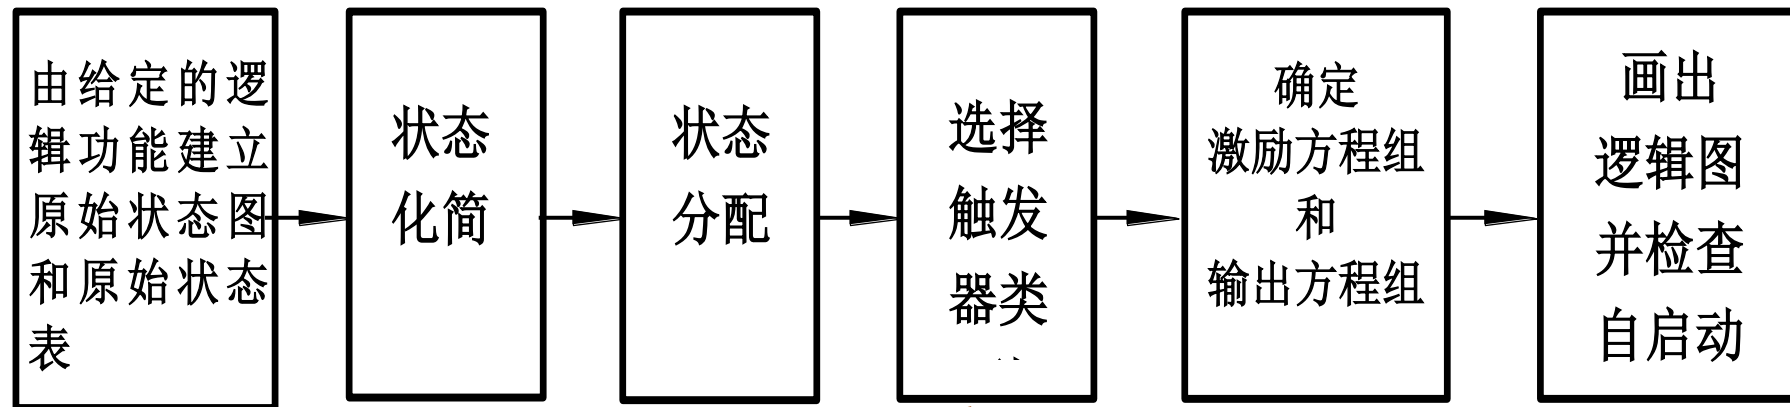 由给定的逻
辑功能建立
原始状态图
和原始状态
表
状态
化简
状态
分配
选择
触发
器类
确定
激励方程组
和
输出方程组
画出
逻辑图
并检查
自启动